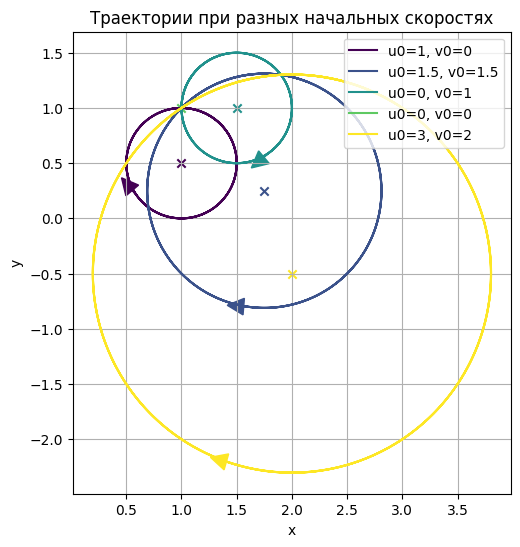 Траектории при разных начальных скоростях
u0=1, v0=0
u0=1.5, v0=1.5
u0=0, v0=1
u0=0, v0=0
u0=3, v0=2
1.5
1.0
0.5
0.0
−0.5
−1.0
−1.5
−2.0
y
0.5 1.0 1.5 2.0 2.5 3.0 3.5
x